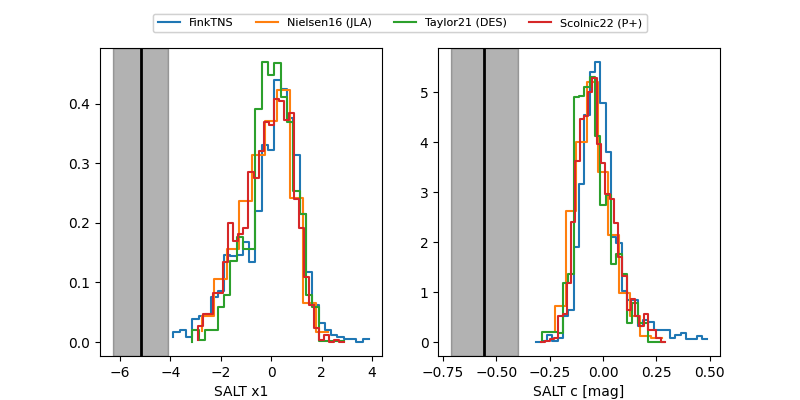 FinkTNS Nielsen16 (JLA) Taylor21 (DES) Scolnic22 (P+)
0.4
0.3
0.2
0.1
0.0
−6 −4 −2 0 2 4
SALT x1
5
4
3
2
1
0
−0.75 −0.50 −0.25 0.00 0.25 0.50
SALT c [mag]